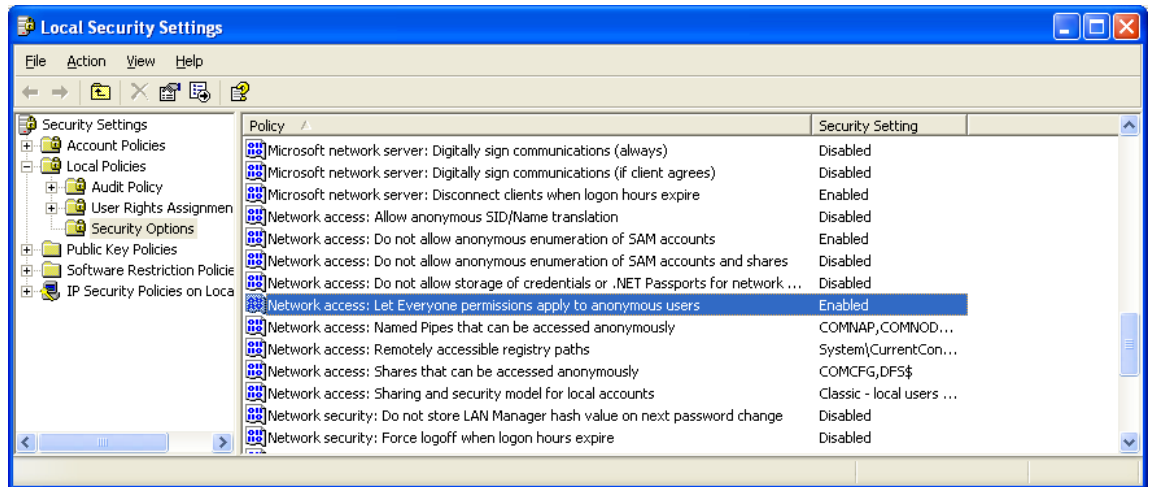 Local Security Settings
File Action View Help
Security Settings
Account Policies
Local Policies
Audit Policy
User Rights Assignmen
Security Options
Public Key Policies
Software Restriction Policie
IP Security Policies on Loca
Policy Security Setting
Microsoft network server: Digitally sign communications (always) Disabled
Microsoft network server: Digitally sign communications (if client agrees) Disabled
Microsoft network server: Disconnect clients when logon hours expire Enabled
Network access: Allow anonymous SID/Name translation Disabled
Network access: Do not allow anonymous enumeration of SAM accounts Enabled
Network access: Do not allow anonymous enumeration of SAM accounts and shares Disabled
Network access: Do not allow storage of credentials or .NET Passports for network ... Disabled
Network access: Let Everyone permissions apply to anonymous users Enabled
Network access: Named Pipes that can be accessed anonymously COMNAP,COMNOD...
Network access: Remotely accessible registry paths System\CurrentCon...
Network access: Shares that can be accessed anonymously COMCFG,DFS$
Network access: Sharing and security model for local accounts Classic - local users ...
Network security: Do not store LAN Manager hash value on next password change Disabled
Network security: Force logoff when logon hours expire Disabled